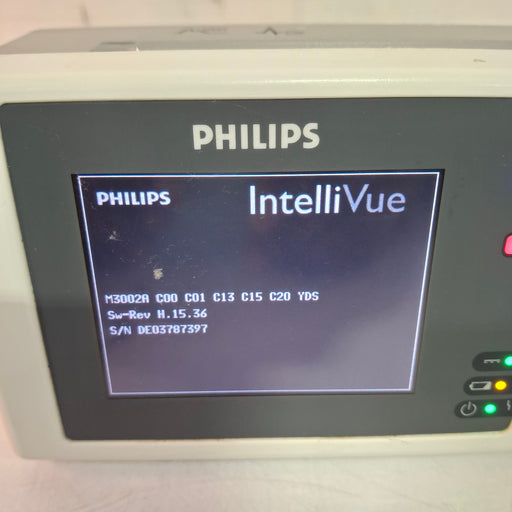 PHILIPS
PHILIPS IntelliVue
M3002A C00 C01 C13 C15 C20 YDS
Sw-Rev H.15.36
S/N DE03787397